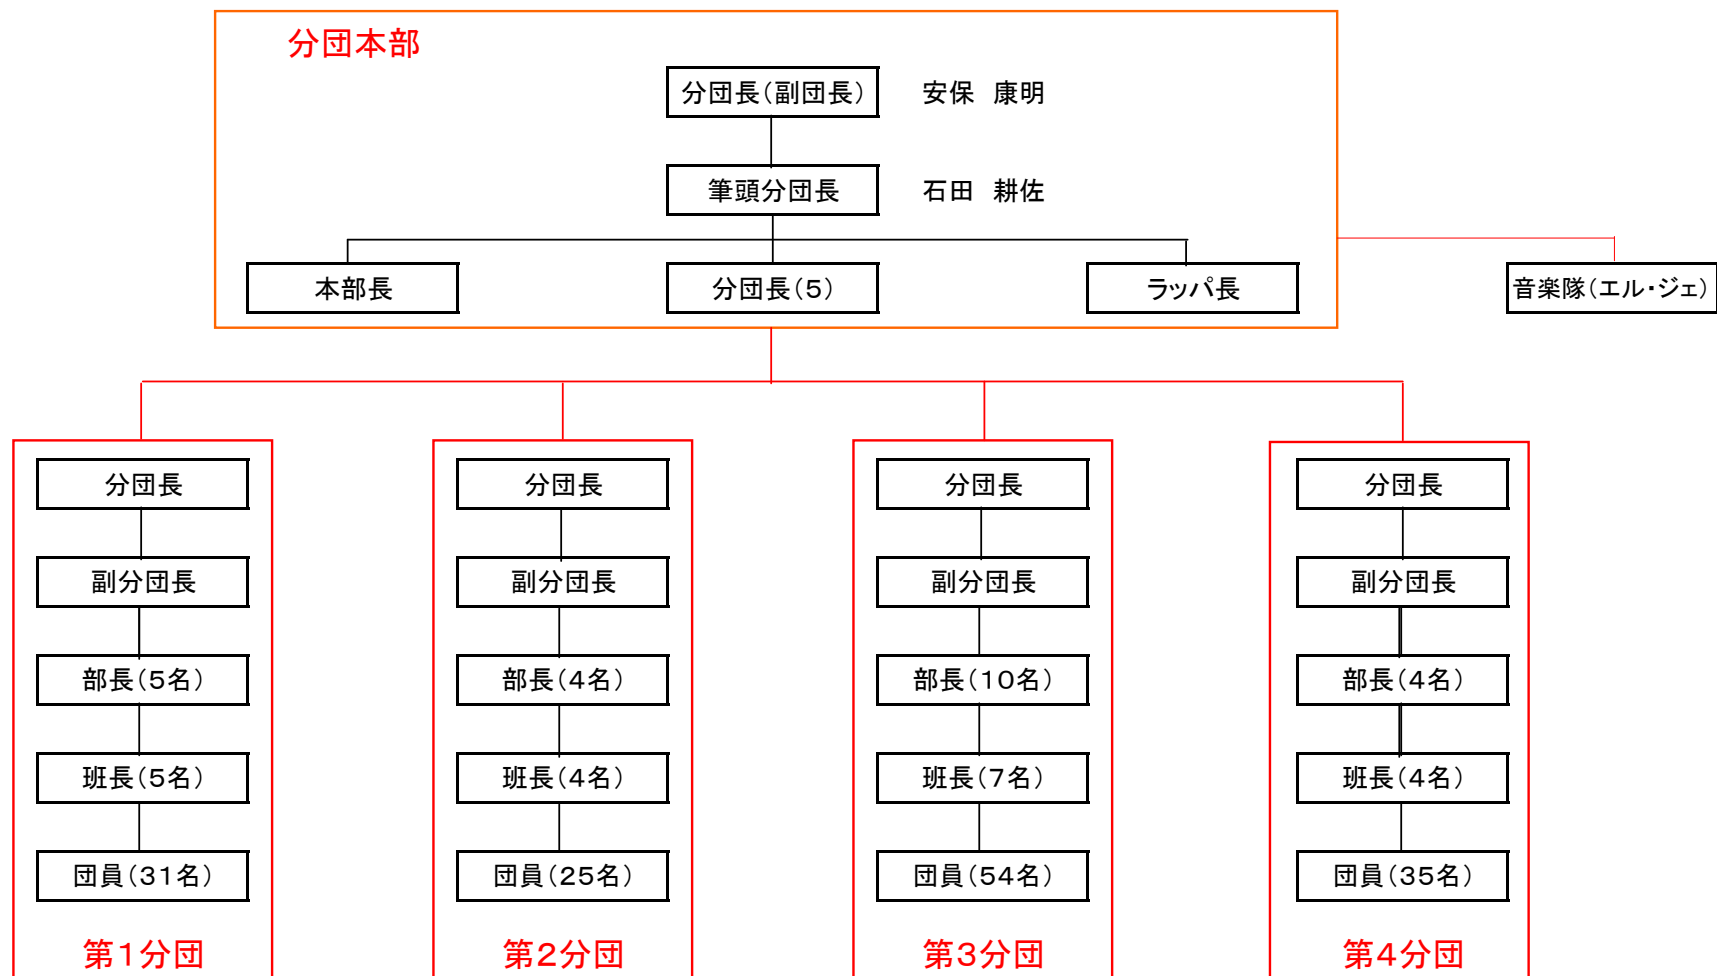 分団本部
分団長（副団長）　安保　康明
筆頭分団長　石田　耕佐
本部長
分団長（５）
ラッパ長
音楽隊（エル・ジェ）
分団長
副分団長
部長（５名）
班長（５名）
団員（３１名）
第１分団
分団長
副分団長
部長（４名）
班長（４名）
団員（２５名）
第２分団
分団長
副分団長
部長（１０名）
班長（７名）
団員（５４名）
第３分団
分団長
副分団長
部長（４名）
班長（４名）
団員（３５名）
第４分団